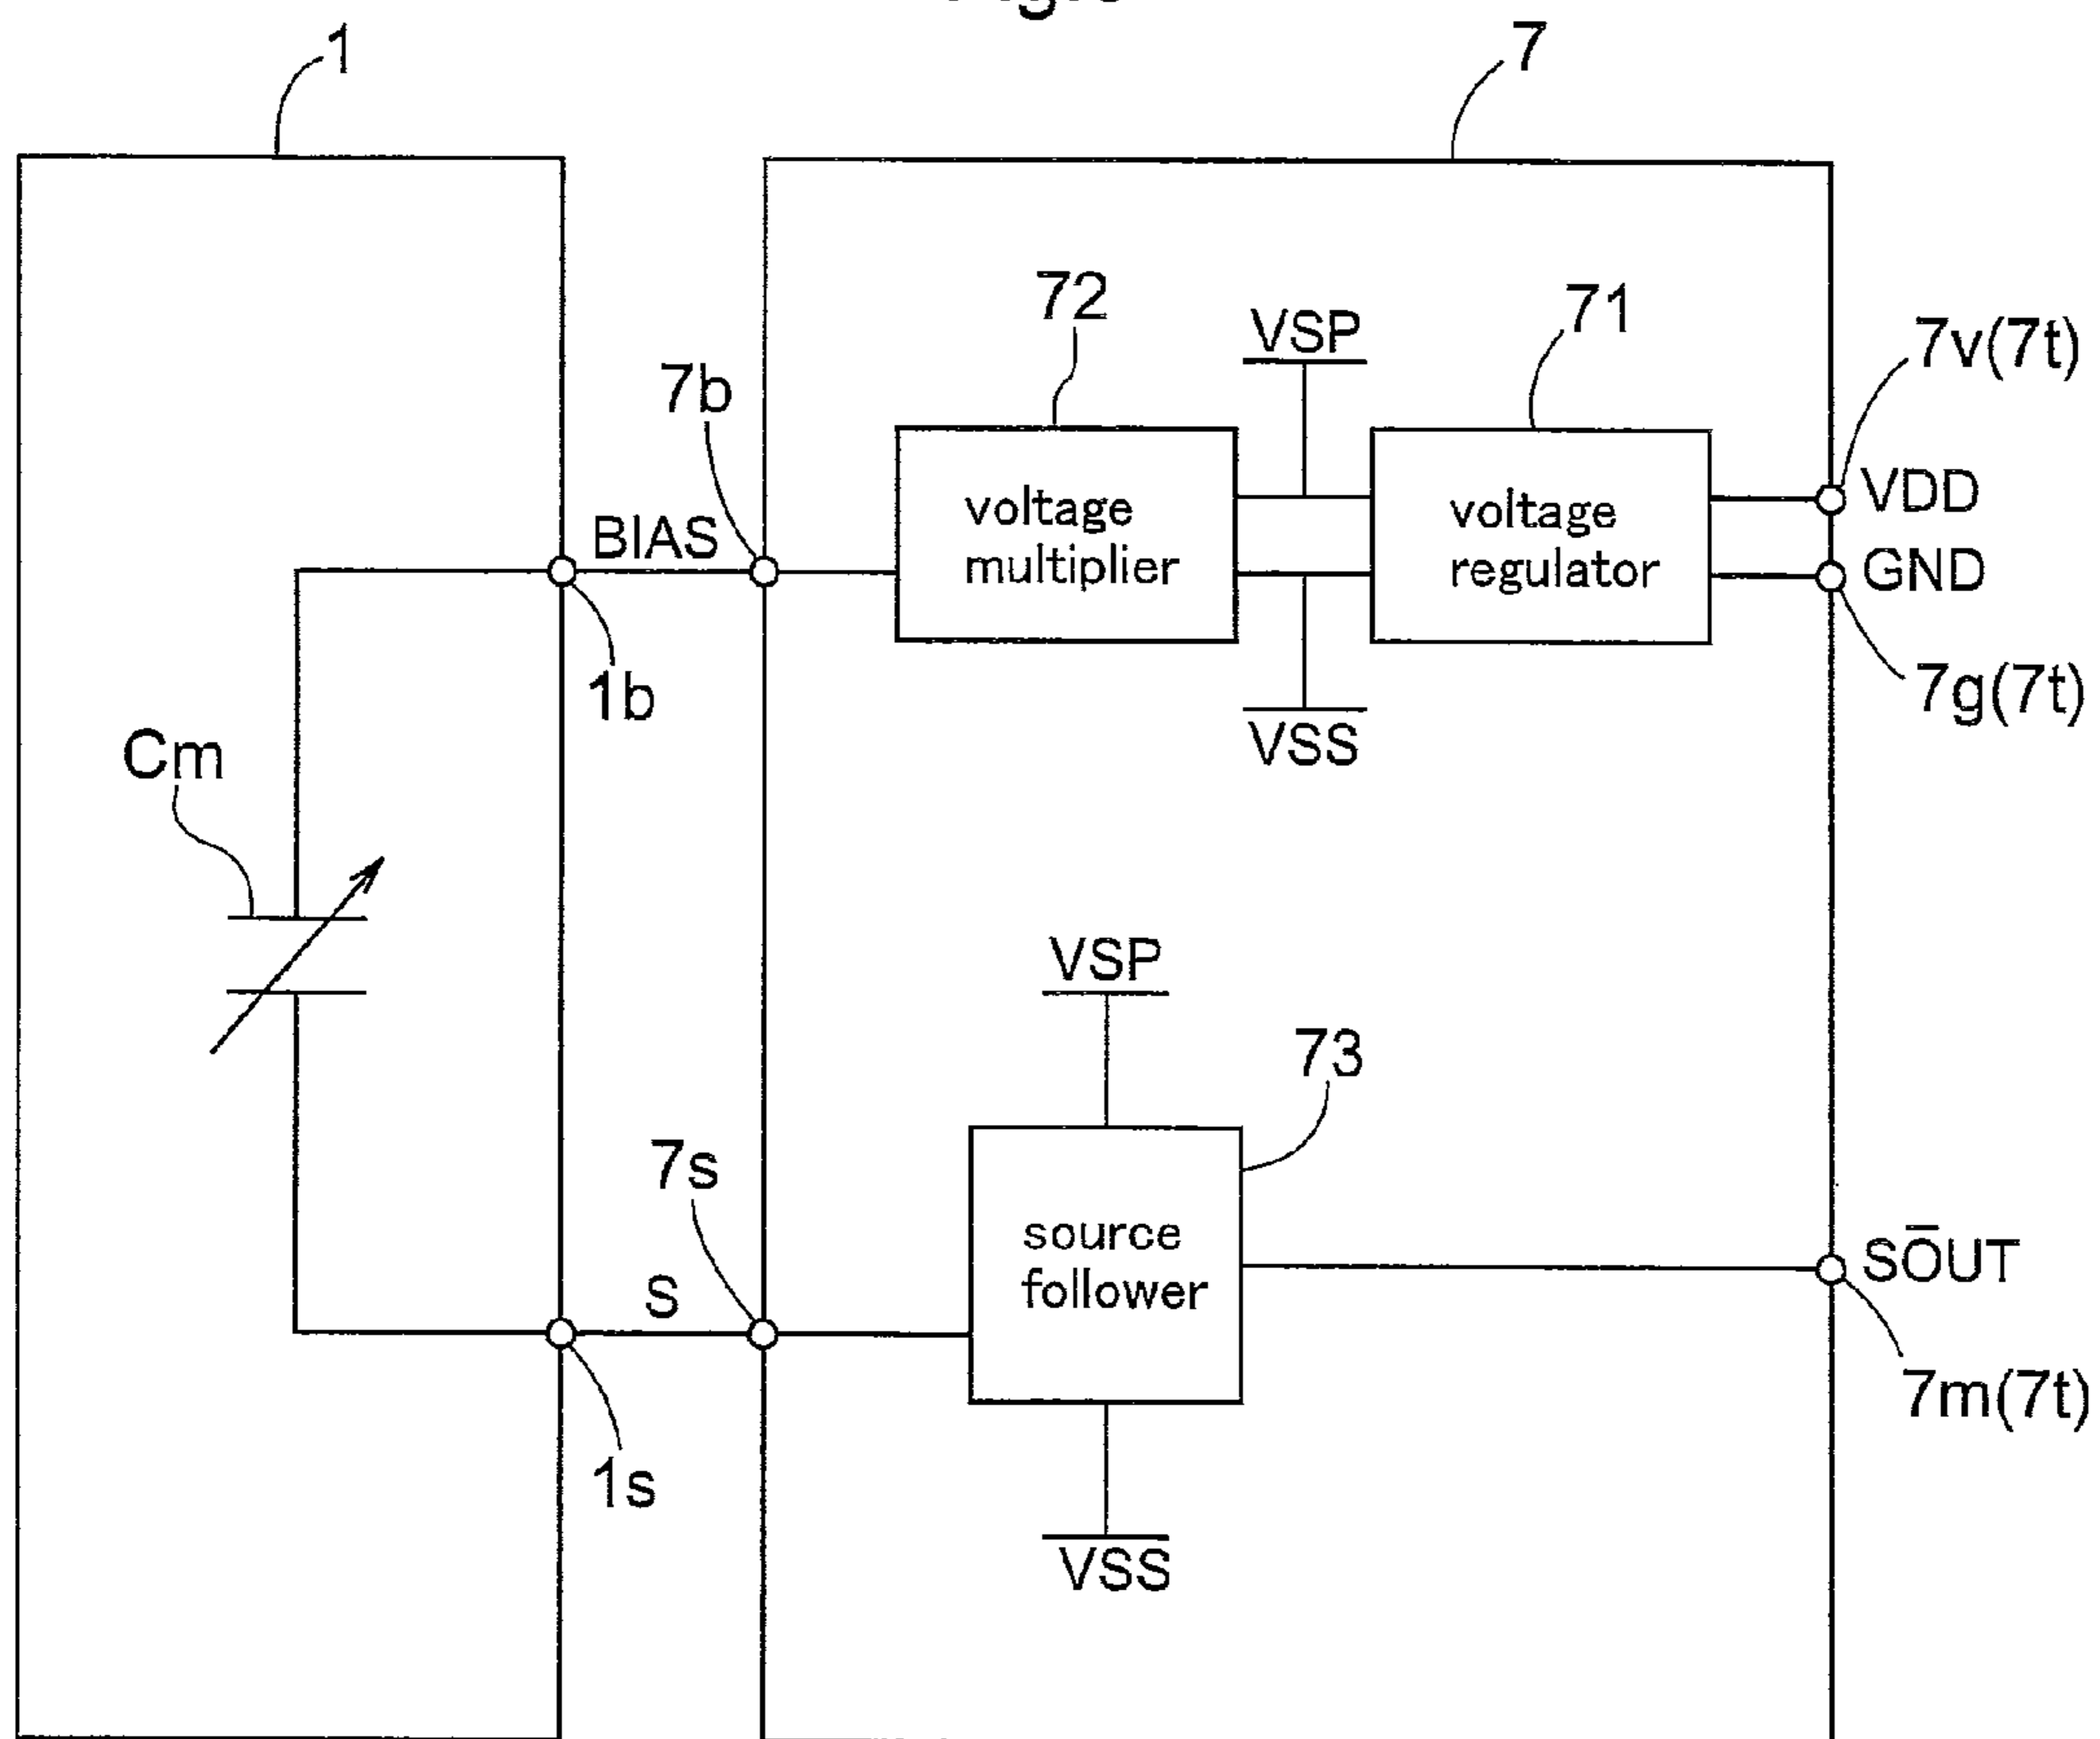 1
7
72
VSP
71
7v(7t)
7b
VDD
voltage
multiplier
voltage
regulator
BIAS
GND
1b
7g(7t)
VSS
Cm
VSP
73
7s
source
follower
SOUT
S
7m(7t)
1s
VSS